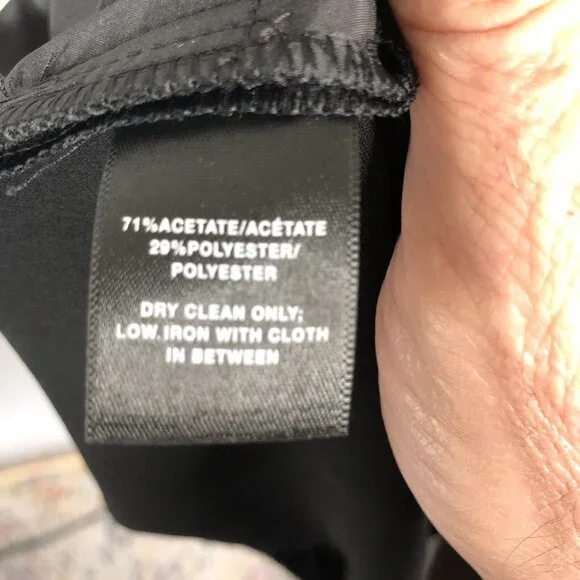 71%ACETATE/ACÉTATE
29%POLYESTER/
POLYESTER
DRY CLEAN ONLY;
LOW IRON WITH CLOTH
IN BETWEEN